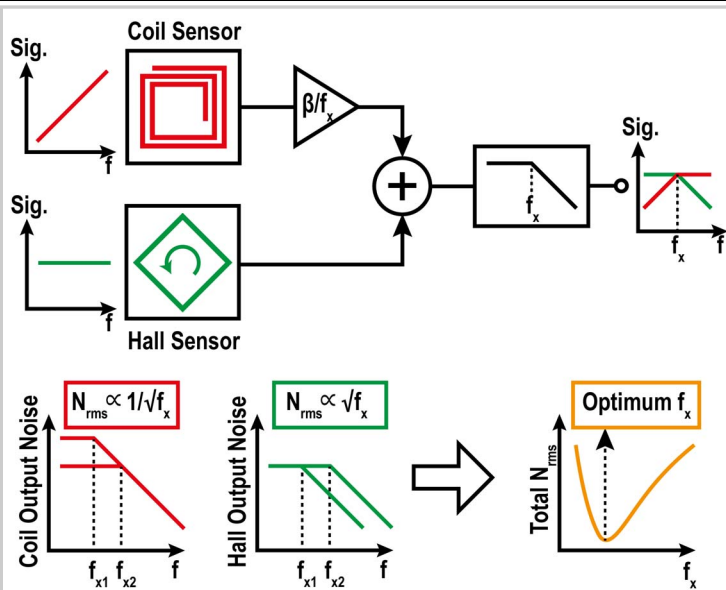 Coil Sensor
Sig.
f
β/fₓ
Sig.
f
Hall Sensor
+
fₓ
Sig.
fₓ
f
Nrms ∝ 1/√fₓ
Coil Output Noise
fx1
fx2
f
Nrms ∝ √fₓ
Hall Output Noise
fx1
fx2
f
Optimum fₓ
Total Nrms
fₓ